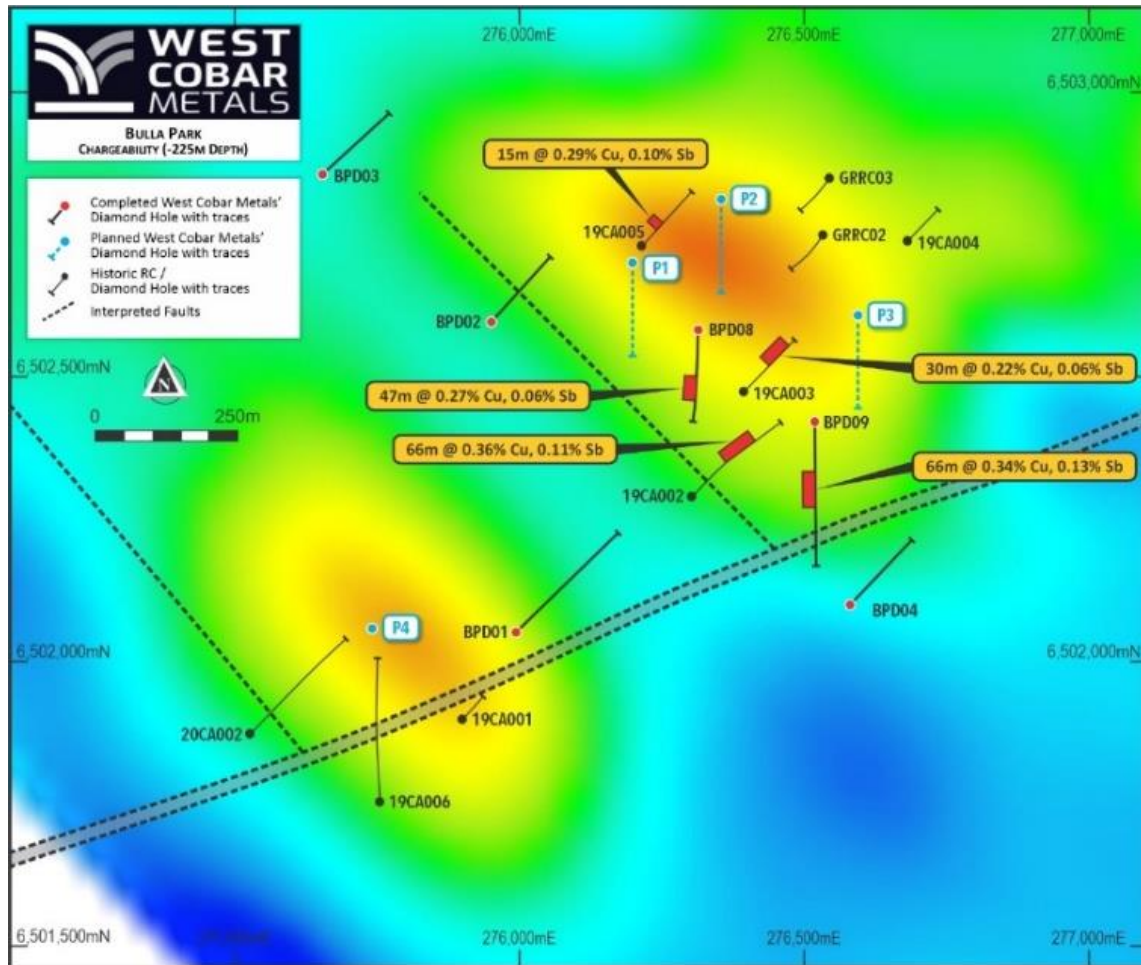 WEST
COBAR
METALS
BULLA PARK
CHARGEABILITY (-225M DEPTH)
Completed West Cobar Metals'
Diamond Hole with traces
Planned West Cobar Metals'
Diamond Hole with traces
Historic RC /
Diamond Hole with traces
Interpreted Faults
N
0 250m
276,000mE
276,500mE
277,000mE
6,503,000mN
BPD03
15m @ 0.29% Cu, 0.10% Sb
GRRC03
P2
19CA005
GRRC02
19CA004
P1
BPD02
P3
BPD08
6,502,500mN
6,502,500mN
30m @ 0.22% Cu, 0.06% Sb
47m @ 0.27% Cu, 0.06% Sb
19CA003
BPD09
66m @ 0.36% Cu, 0.11% Sb
66m @ 0.34% Cu, 0.13% Sb
19CA002
BPD04
P4
BPD01
6,502,000mN
6,502,000mN
19CA001
20CA002
19CA006
6,501,500mN
276,000mE
276,500mE
277,000mE